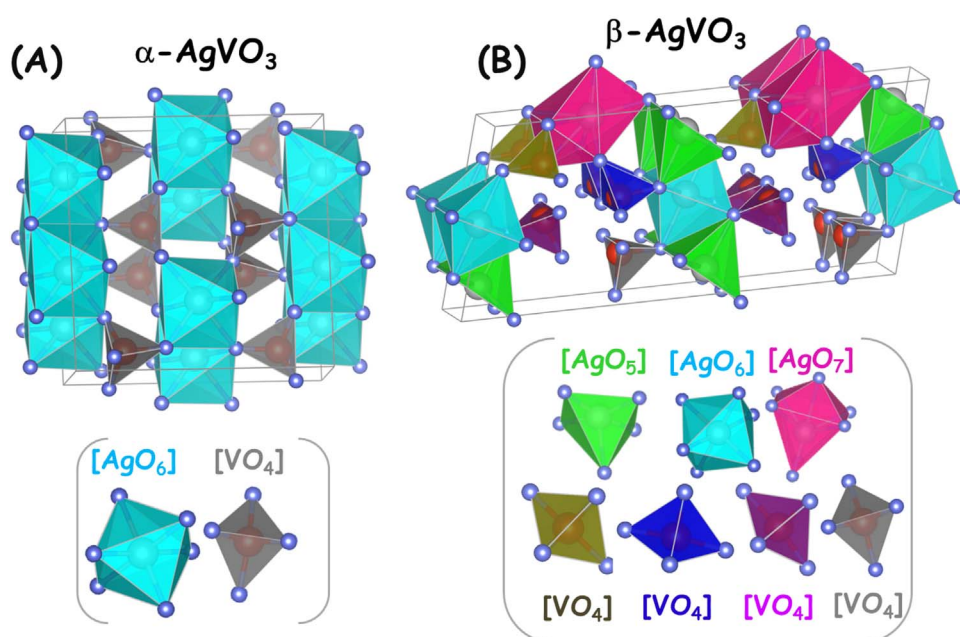 (A) α-AgVO₃
(B) β-AgVO₃
[AgO₆] [VO₄]
[AgO₅] [AgO₆] [AgO₇]
[VO₄] [VO₄] [VO₄] [VO₄]